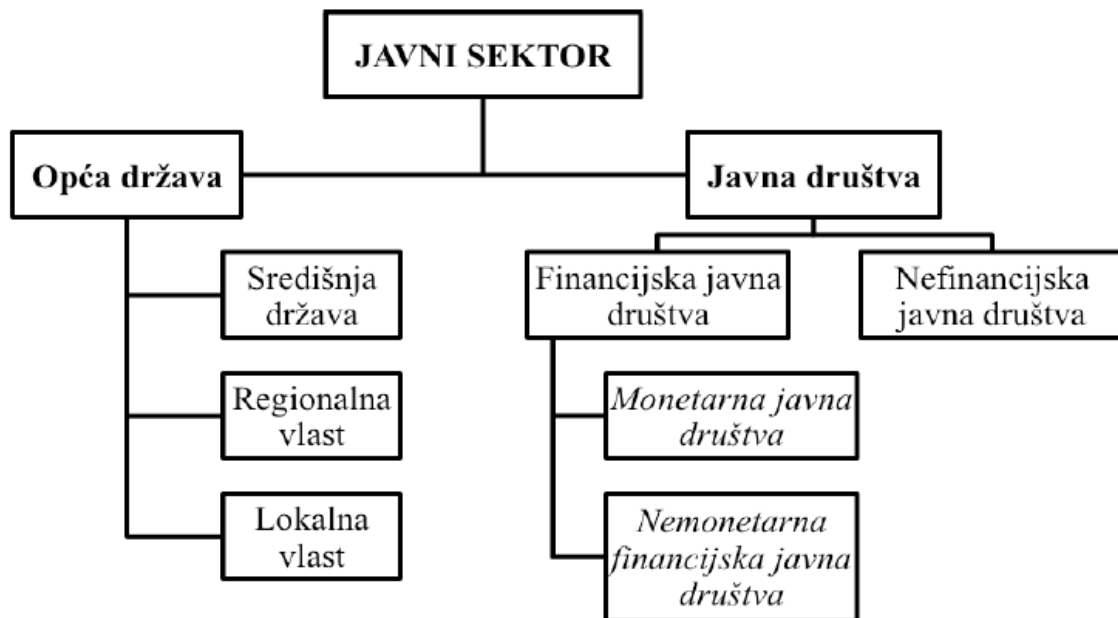 JAVNI SEKTOR
Opća država
Javna društva
Središnja
država
Financijska javna
društva
Nefinancijska
javna društva
Regionalna
vlast
Monetarna javna
društva
Lokalna
vlast
Nemonetarna
financijska javna
društva